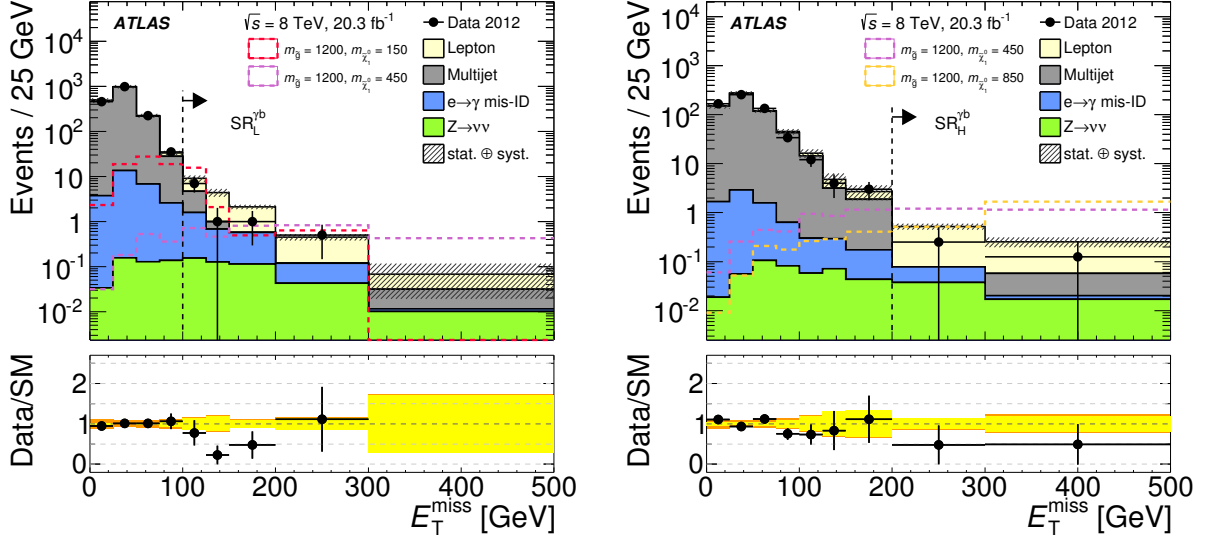 ATLAS
√s = 8 TeV, 20.3 fb⁻¹
Data 2012
m_g̃ = 1200, m_χ̃₁⁰ = 150
m_g̃ = 1200, m_χ̃₁⁰ = 450
Lepton
Multijet
e→γ mis-ID
Z→νν
stat. ⊕ syst.
SR_L^γb
Events / 25 GeV
10⁴
10³
10²
10
1
10⁻¹
10⁻²
Data/SM
2
1
0
0 100 200 300 400 500
E_T^miss [GeV]
ATLAS
√s = 8 TeV, 20.3 fb⁻¹
Data 2012
m_g̃ = 1200, m_χ̃₁⁰ = 450
m_g̃ = 1200, m_χ̃₁⁰ = 850
Lepton
Multijet
e→γ mis-ID
Z→νν
stat. ⊕ syst.
SR_H^γb
Events / 25 GeV
10⁴
10³
10²
10
1
10⁻¹
10⁻²
Data/SM
2
1
0
0 100 200 300 400 500
E_T^miss [GeV]